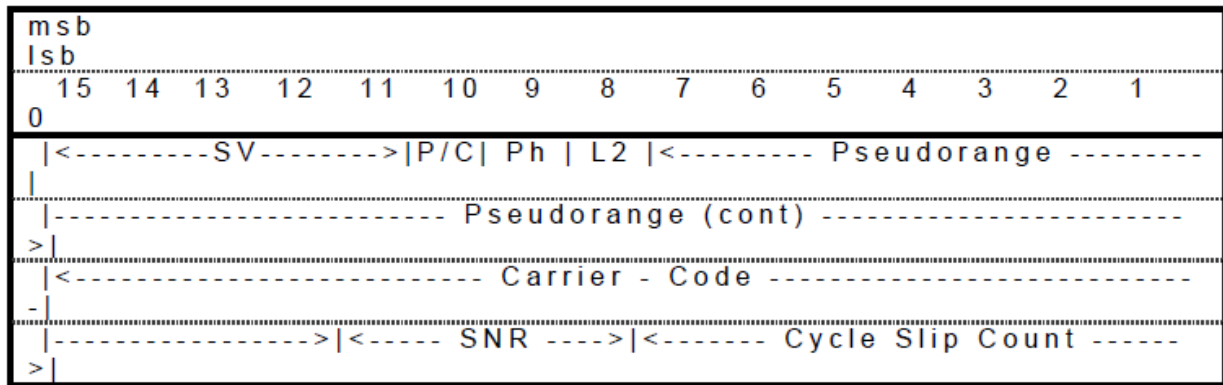 msb
lsb
15 14 13 12 11 10 9 8 7 6 5 4 3 2 1
0
|<---------SV-------->|P/C| Ph | L2 |<--------- Pseudorange ---------
|
|-------------------------- Pseudorange (cont) ------------------------
>|
|<--------------------------- Carrier - Code ----------------------------
-|
|----------------->|<----- SNR ---->|<------- Cycle Slip Count ------
>|